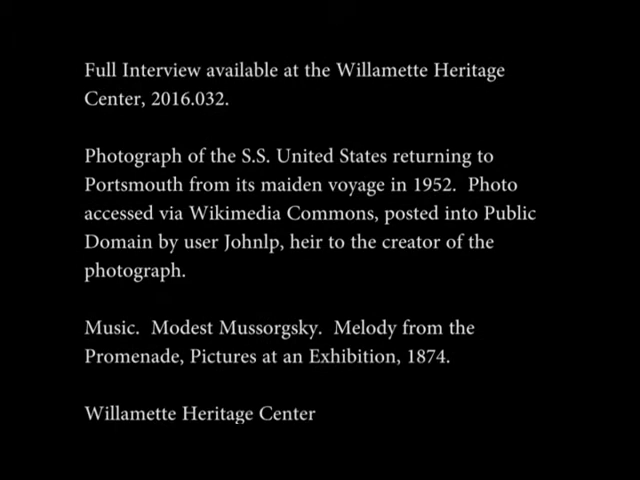 Full Interview available at the Willamette Heritage
Center, 2016.032.
Photograph of the S.S. United States returning to
Portsmouth from its maiden voyage in 1952.  Photo
accessed via Wikimedia Commons, posted into Public
Domain by user Johnlp, heir to the creator of the
photograph.
Music.  Modest Mussorgsky.  Melody from the
Promenade, Pictures at an Exhibition, 1874.
Willamette Heritage Center